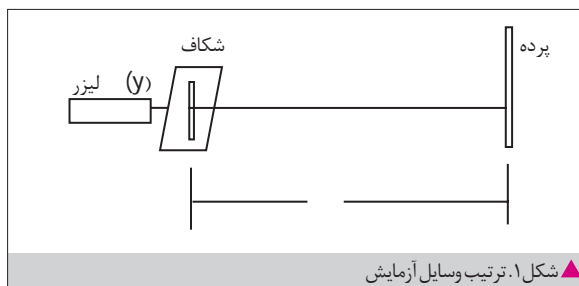 پرده
شکاف
لیزر (y)
شکل۱. ترتیب وسایل آزمایش